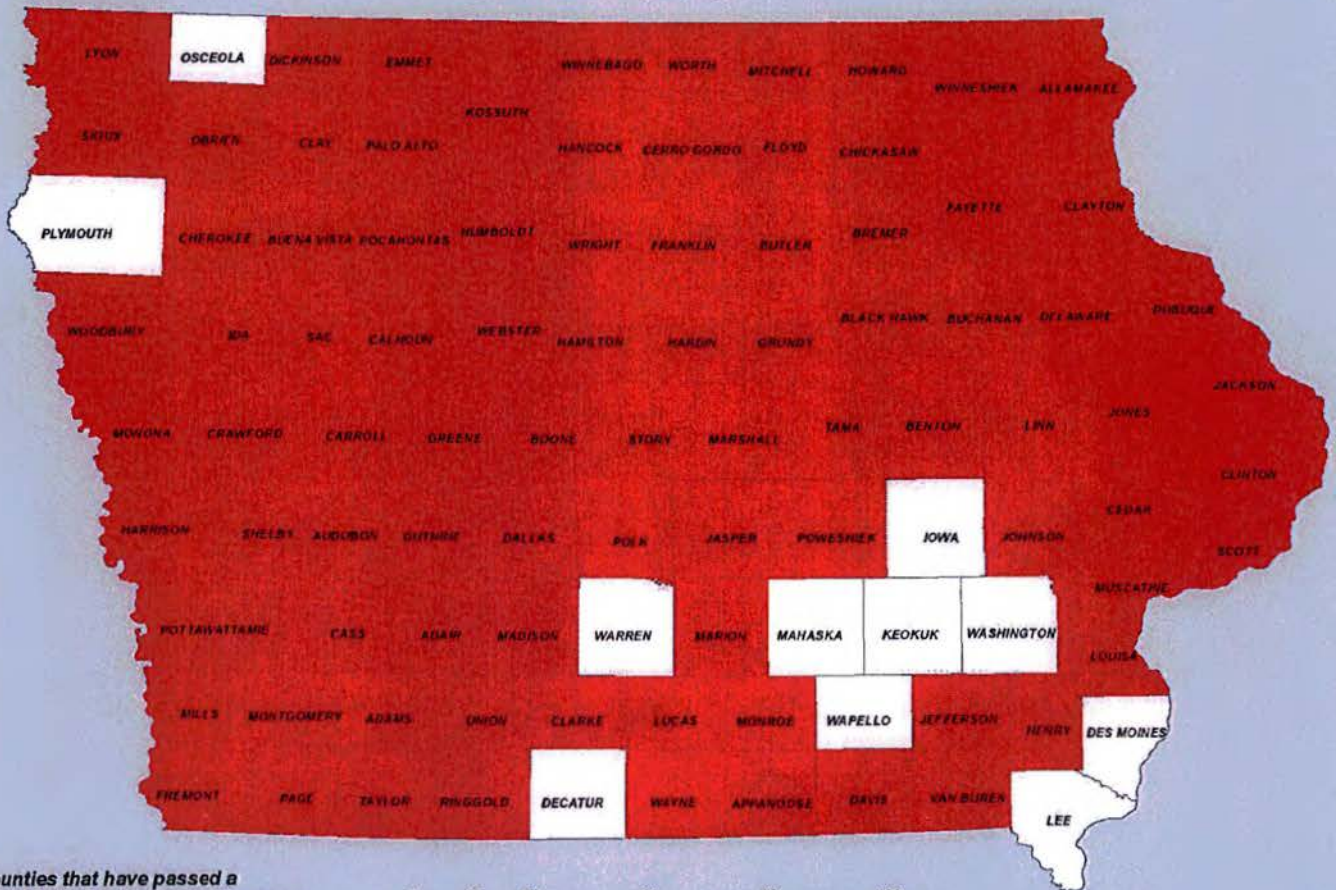 LYON
OSCEOLA
DICKINSON
EMMET
WINNEBAGO
WORTH
MITCHELL
HOWARD
WINNESHIEK
ALLAMAKEE
KOSSUTH
SIOUX
OBRIEN
CLAY
PALO ALTO
HANCOCK
CERRO GORDO
FLOYD
CHICKASAW
FAYETTE
CLAYTON
PLYMOUTH
CHEROKEE
BUENA VISTA
POCAHONTAS
HUMBOLDT
WRIGHT
FRANKLIN
BUTLER
BREMER
WOODBURY
IDA
SAC
CALHOUN
WEBSTER
HAMILTON
HARDIN
GRUNDY
BLACK HAWK
BUCHANAN
DELAWARE
DUBUQUE
JACKSON
MONONA
CRAWFORD
CARROLL
GREENE
BOONE
STORY
MARSHALL
TAMA
BENTON
LINN
JONES
CLINTON
HARRISON
SHELBY
AUDUBON
GUTHRIE
DALLAS
POLK
JASPER
POWESHIEK
IOWA
JOHNSON
CEDAR
SCOTT
MUSCATINE
POTTAWATTAMIE
CASS
ADAIR
MADISON
WARREN
MARION
MAHASKA
KEOKUK
WASHINGTON
LOUISA
MILLS
MONTGOMERY
ADAMS
UNION
CLARKE
LUCAS
MONROE
WAPELLO
JEFFERSON
HENRY
DES MOINES
FREMONT
PAGE
TAYLOR
RINGGOLD
DECATUR
WAYNE
APPANOOSE
DAVIS
VAN BUREN
LEE
unties that have passed a